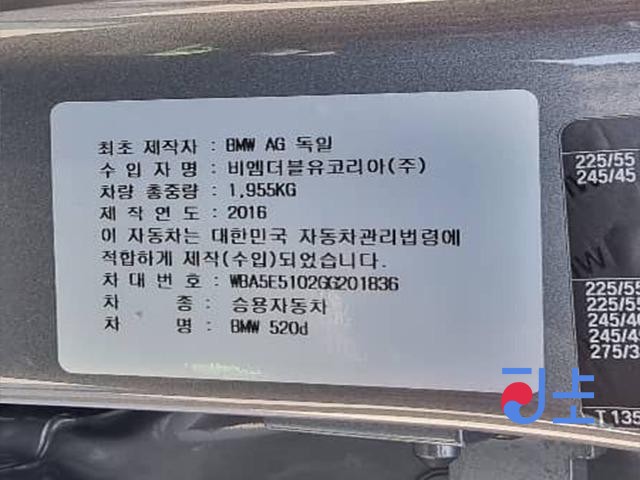 최초 제작자 : BMW AG 독일
수 입 자 명 : 비엠더블유코리아(주)
차량 총중량 : 1,955KG
제 작 연 도 : 2016
이 자동차는 대한민국 자동차관리법령에
적합하게 제작(수입)되었습니다.
차 대 번 호 : WBA5E5102GG201836
차 종 : 승용자동차
차 명 : BMW 520d
225/55
245/45
225/55
225/55
245/40
245/45
275/3
T 135